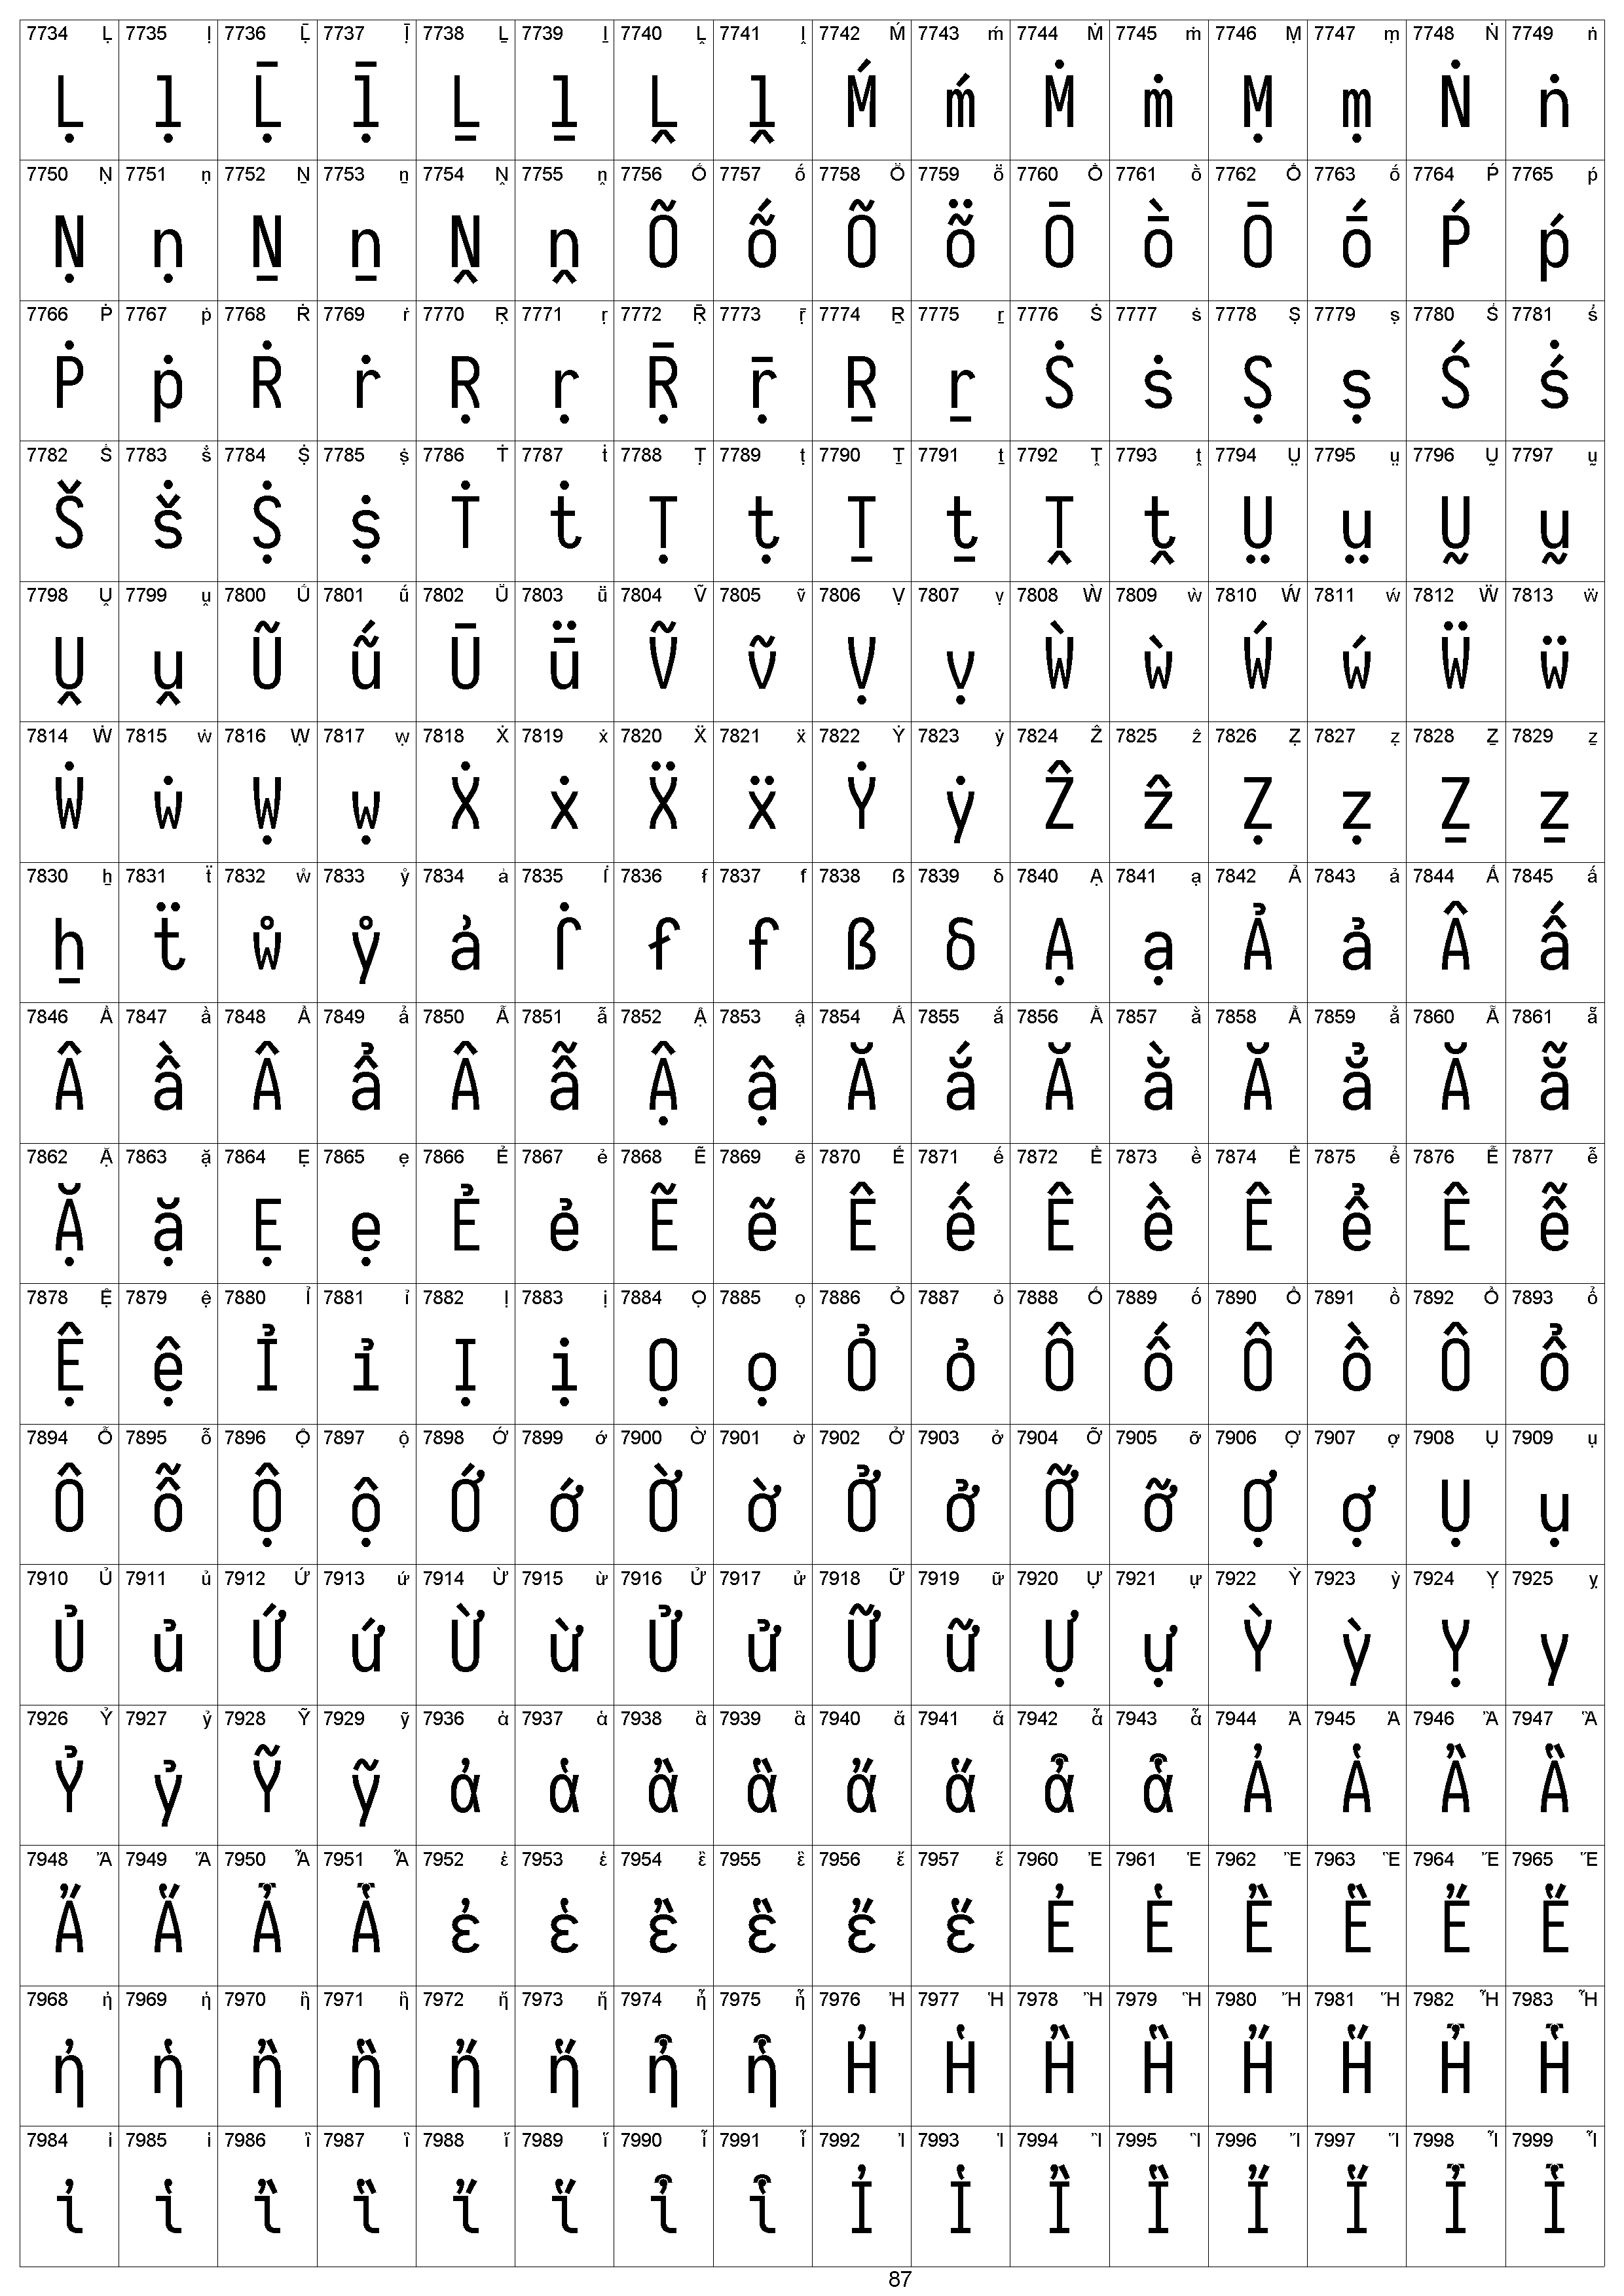 7734 Ḷ 7735 ḷ 7736 Ḹ 7737 ḹ 7738 Ḻ 7739 ḻ 7740 Ḽ 7741 ḽ 7742 Ḿ 7743 ḿ 7744 Ṁ 7745 ṁ 7746 Ṃ 7747 ṃ 7748 Ṅ 7749 ṅ
Ḷ ḷ Ḹ ḹ Ḻ ḻ Ḽ ḽ Ḿ ḿ Ṁ ṁ Ṃ ṃ Ṅ ṅ
7750 Ṇ 7751 ṇ 7752 Ṉ 7753 ṉ 7754 Ṋ 7755 ṋ 7756 Ṍ 7757 ṍ 7758 Ṏ 7759 ṏ 7760 Ṑ 7761 ṑ 7762 Ṓ 7763 ṓ 7764 Ṕ 7765 ṕ
Ṇ ṇ Ṉ ṉ Ṋ ṋ Õ ṍ Õ ṏ Ō ṑ Ō ṓ Ṕ ṕ
7766 Ṗ 7767 ṗ 7768 Ṙ 7769 ṙ 7770 Ṛ 7771 ṛ 7772 Ṝ 7773 ṝ 7774 Ṟ 7775 ṟ 7776 Ṡ 7777 ṡ 7778 Ṣ 7779 ṣ 7780 Ṥ 7781 ṥ
Ṗ ṗ Ṙ ṙ Ṛ ṛ Ṝ ṝ Ṟ ṟ Ṡ ṡ Ṣ ṣ Ś ṥ
7782 Ṧ 7783 ṧ 7784 Ṩ 7785 ṩ 7786 Ṫ 7787 ṫ 7788 Ṭ 7789 ṭ 7790 Ṯ 7791 ṯ 7792 Ṱ 7793 ṱ 7794 Ṳ 7795 ṳ 7796 Ṵ 7797 ṵ
Š ṧ Ṩ ṩ Ṫ ṫ Ṭ ṭ Ṯ ṯ Ṱ ṱ Ṳ ṳ Ṵ ṵ
7798 Ṷ 7799 ṷ 7800 Ṹ 7801 ṹ 7802 Ṻ 7803 ṻ 7804 Ṽ 7805 ṽ 7806 Ṿ 7807 ṿ 7808 Ẁ 7809 ẁ 7810 Ẃ 7811 ẃ 7812 Ẅ 7813 ẅ
Ṷ ṷ Ũ ṹ Ū ṻ Ṽ ṽ Ṿ ṿ Ẁ ẁ Ẃ ẃ Ẅ ẅ
7814 Ẇ 7815 ẇ 7816 Ẉ 7817 ẉ 7818 Ẋ 7819 ẋ 7820 Ẍ 7821 ẍ 7822 Ẏ 7823 ẏ 7824 Ẑ 7825 ẑ 7826 Ẓ 7827 ẓ 7828 Ẕ 7829 ẕ
Ẇ ẇ Ẉ ẉ Ẋ ẋ Ẍ ẍ Ẏ ẏ Ẑ ẑ Ẓ ẓ Ẕ ẕ
7830 ẖ 7831 ẗ 7832 ẘ 7833 ẙ 7834 ẚ 7835 ẛ 7836 ẜ 7837 ẝ 7838 ẞ 7839 ẟ 7840 Ạ 7841 ạ 7842 Ả 7843 ả 7844 Ấ 7845 ấ
ẖ ẗ ẘ ẙ ẚ ẛ ẜ ẝ ẞ ẟ Ạ ạ Ả ả Â ấ
7846 Ầ 7847 ầ 7848 Ẩ 7849 ẩ 7850 Ẫ 7851 ẫ 7852 Ậ 7853 ậ 7854 Ắ 7855 ắ 7856 Ằ 7857 ằ 7858 Ẳ 7859 ẳ 7860 Ẵ 7861 ẵ
Â ầ Â ẩ Â ẫ Ậ ậ Ă ắ Ă ằ Ă ẳ Ă ẵ
7862 Ặ 7863 ặ 7864 Ẹ 7865 ẹ 7866 Ẻ 7867 ẻ 7868 Ẽ 7869 ẽ 7870 Ế 7871 ế 7872 Ề 7873 ề 7874 Ể 7875 ể 7876 Ễ 7877 ễ
Ặ ặ Ẹ ẹ Ẻ ẻ Ẽ ẽ Ê ế Ê ề Ê ể Ê ễ
7878 Ệ 7879 ệ 7880 Ỉ 7881 ỉ 7882 Ị 7883 ị 7884 Ọ 7885 ọ 7886 Ỏ 7887 ỏ 7888 Ố 7889 ố 7890 Ồ 7891 ồ 7892 Ổ 7893 ổ
Ệ ệ Ỉ ỉ Ị ị Ọ ọ Ỏ ỏ Ô ố Ô ồ Ô ổ
7894 Ỗ 7895 ỗ 7896 Ộ 7897 ộ 7898 Ớ 7899 ớ 7900 Ờ 7901 ờ 7902 Ở 7903 ở 7904 Ỡ 7905 ỡ 7906 Ợ 7907 ợ 7908 Ụ 7909 ụ
Ô ỗ Ộ ộ Ớ ớ Ờ ờ Ở ở Ỡ ỡ Ợ ợ Ụ ụ
7910 Ủ 7911 ủ 7912 Ứ 7913 ứ 7914 Ừ 7915 ừ 7916 Ử 7917 ử 7918 Ữ 7919 ữ 7920 Ự 7921 ự 7922 Ỳ 7923 ỳ 7924 Ỵ 7925 ỵ
Ủ ủ Ứ ứ Ừ ừ Ử ử Ữ ữ Ự ự Ỳ ỳ Ỵ y
7926 Ỷ 7927 ỷ 7928 Ỹ 7929 ỹ 7936 ἀ 7937 ἁ 7938 ἂ 7939 ἃ 7940 ἄ 7941 ἅ 7942 ἆ 7943 ἇ 7944 Ἀ 7945 Ἁ 7946 Ἂ 7947 Ἃ
Ỷ ỷ Ỹ ỹ ἀ ἁ ἂ ἃ ἄ ἅ ἆ ἇ Ἀ Ἁ Ἂ Ἃ
7948 Ἄ 7949 Ἅ 7950 Ἆ 7951 Ἇ 7952 ἐ 7953 ἑ 7954 ἒ 7955 ἓ 7956 ἔ 7957 ἕ 7960 Ἐ 7961 Ἑ 7962 Ἒ 7963 Ἓ 7964 Ἔ 7965 Ἕ
Ἄ Ἅ Ἆ Ἇ ἐ ἑ ἒ ἓ ἔ ἕ Ἐ Ἑ Ἒ Ἓ Ἔ Ἕ
7968 ἠ 7969 ἡ 7970 ἢ 7971 ἣ 7972 ἤ 7973 ἥ 7974 ἦ 7975 ἧ 7976 Ἠ 7977 Ἡ 7978 Ἢ 7979 Ἣ 7980 Ἤ 7981 Ἥ 7982 Ἦ 7983 Ἧ
ἠ ἡ ἢ ἣ ἤ ἥ ἦ ἧ Ἠ Ἡ Ἢ Ἣ Ἤ Ἥ Ἦ Ἧ
7984 ἰ 7985 ἱ 7986 ἲ 7987 ἳ 7988 ἴ 7989 ἵ 7990 ἶ 7991 ἷ 7992 Ἰ 7993 Ἱ 7994 Ἲ 7995 Ἳ 7996 Ἴ 7997 Ἵ 7998 Ἶ 7999 Ἷ
ἰ ἱ ἲ ἳ ἴ ἵ ἶ ἷ Ἰ Ἱ Ἲ Ἳ Ἴ Ἵ Ἶ Ἷ
87